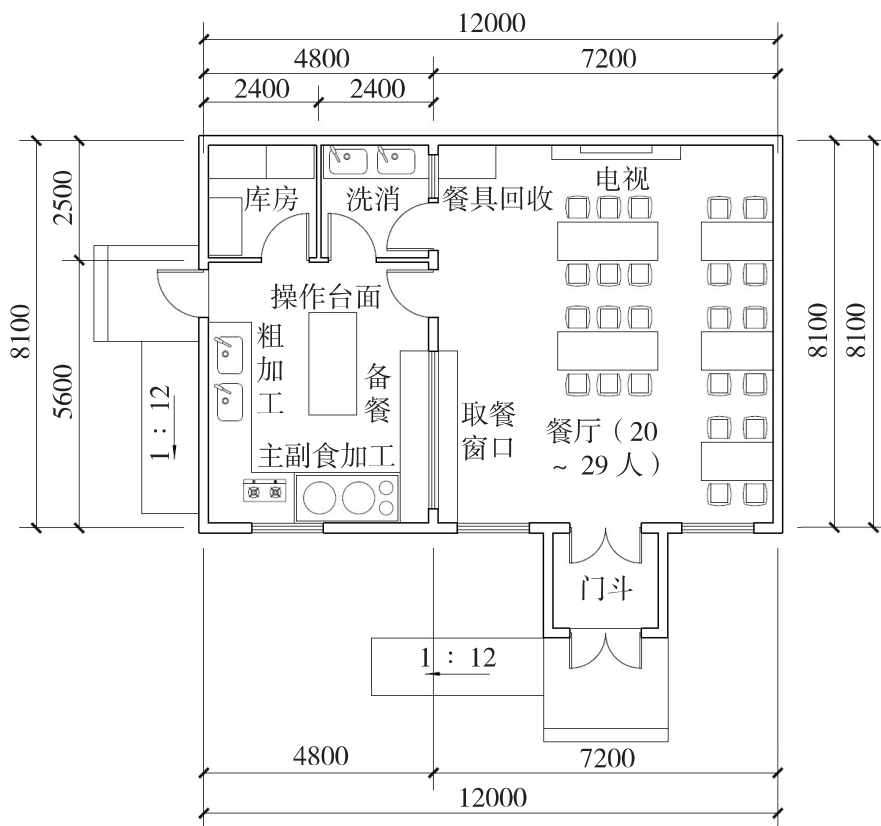 12000
4800
7200
2400
2400
2500
5600
8100
8100
8100
库房
洗消
餐具回收
电视
操作台面
粗加工
备餐
主副食加工
取餐
窗口
餐厅（20
～29 人）
1：12
门斗
1：12
4800
7200
12000